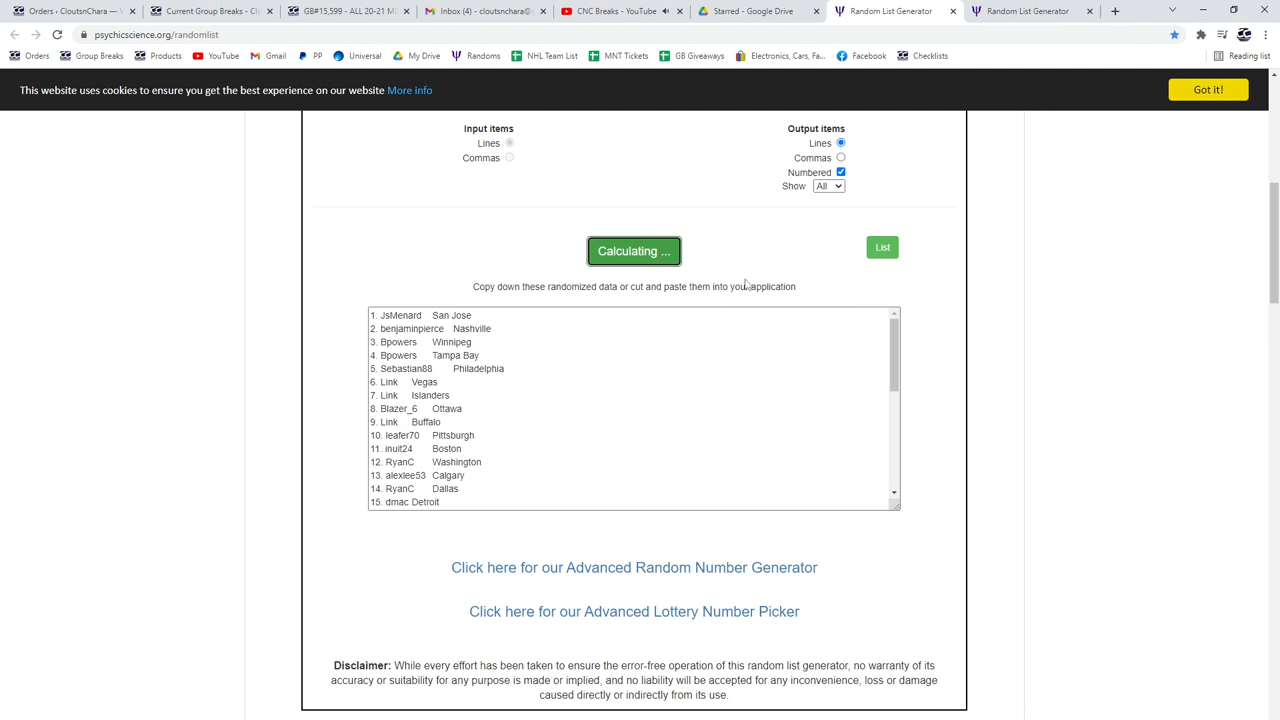 Orders < CloutsnChara —
Current Group Breaks - Cl
GB#15,599 - ALL 20-21 M
Inbox (4) - cloutsnchara@
CNC Breaks - YouTube
Starred - Google Drive
Random List Generator
Random List Generator
psychicscience.org/randomlist
Orders
Group Breaks
Products
YouTube
Gmail
PP
Universal
My Drive
Randoms
NHL Team List
MNT Tickets
GB Giveaways
Electronics, Cars, Fa...
Facebook
Checklists
Reading list
This website uses cookies to ensure you get the best experience on our website More info
Got it!
Input items
Lines
Commas
Output items
Lines
Commas
Numbered
Show All
Calculating ...
List
Copy down these randomized data or cut and paste them into your application
1. JsMenard San Jose
2. benjaminpierce Nashville
3. Bpowers Winnipeg
4. Bpowers Tampa Bay
5. Sebastian88 Philadelphia
6. Link Vegas
7. Link Islanders
8. Blazer_6 Ottawa
9. Link Buffalo
10. leafer70 Pittsburgh
11. inuit24 Boston
12. RyanC Washington
13. alexlee53 Calgary
14. RyanC Dallas
15. dmac Detroit
Click here for our Advanced Random Number Generator
Click here for our Advanced Lottery Number Picker
Disclaimer: While every effort has been taken to ensure the error-free operation of this random list generator, no warranty of its
accuracy or suitability for any purpose is made or implied, and no liability will be accepted for any inconvenience, loss or damage
caused directly or indirectly from its use.